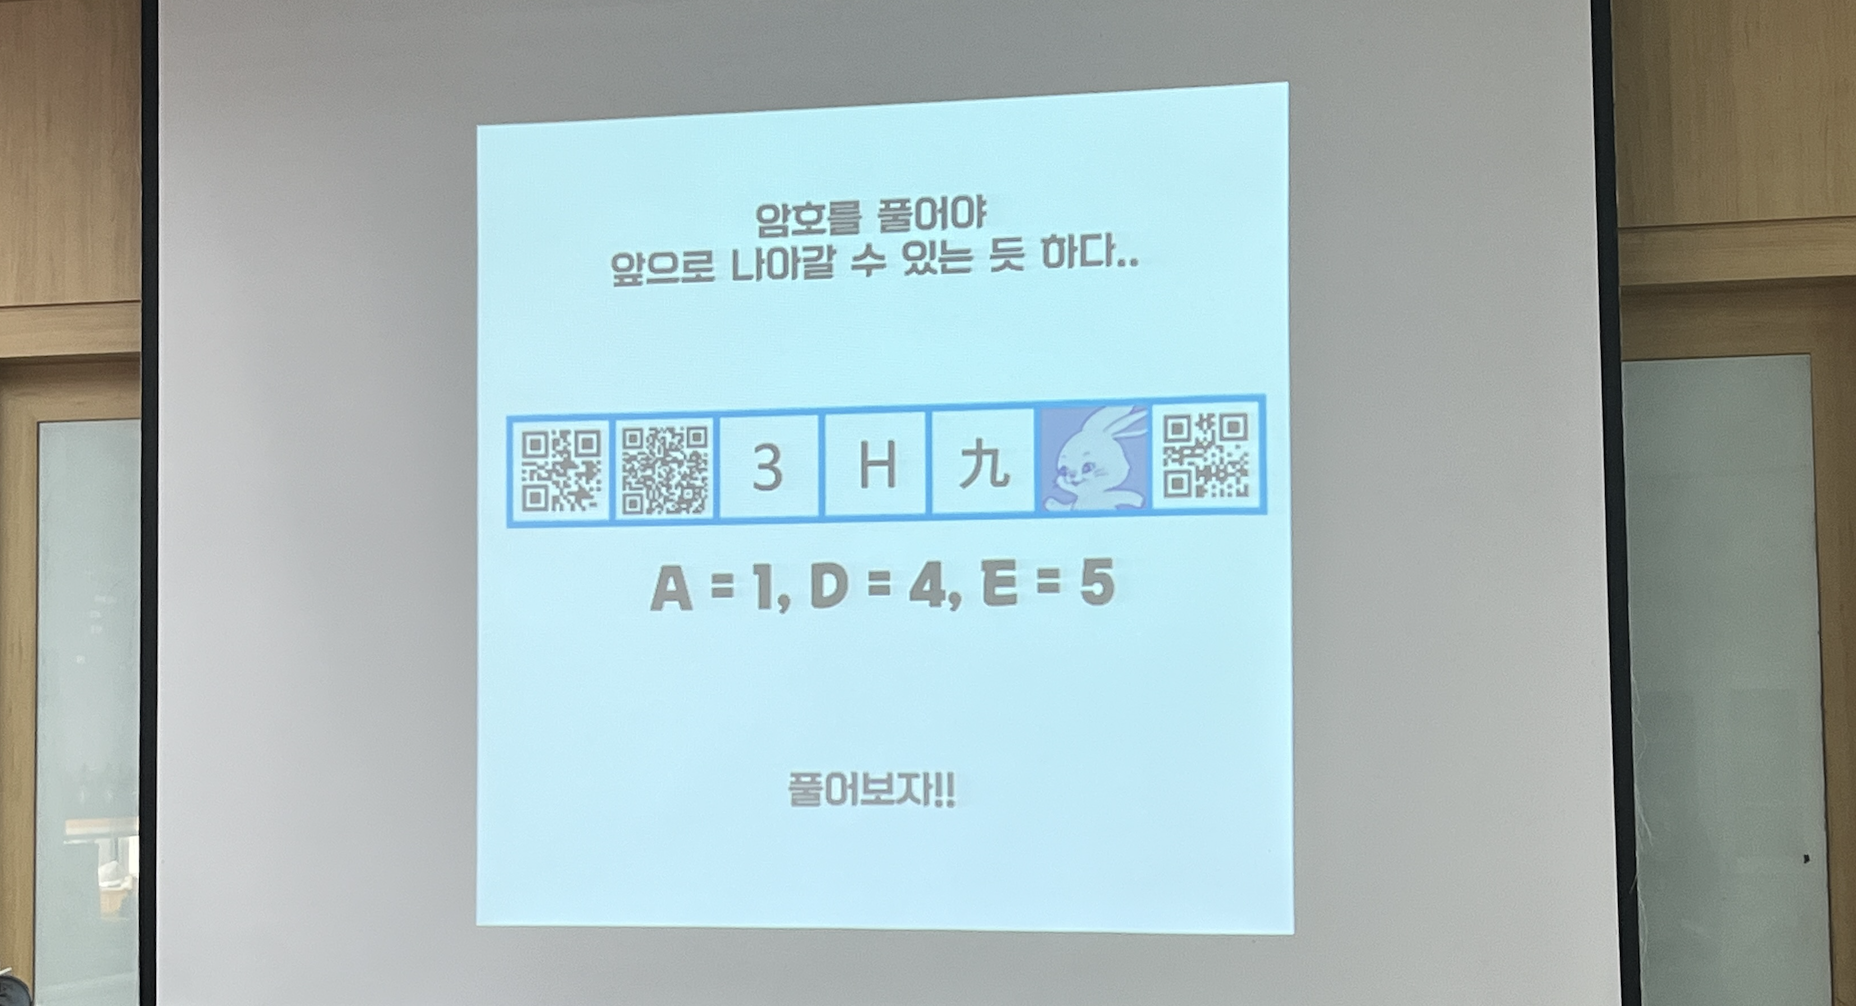 암호를 풀어야
앞으로 나아갈 수 있는 듯 하다..
3 H 九
A = 1, D = 4, E = 5
풀어보자!!